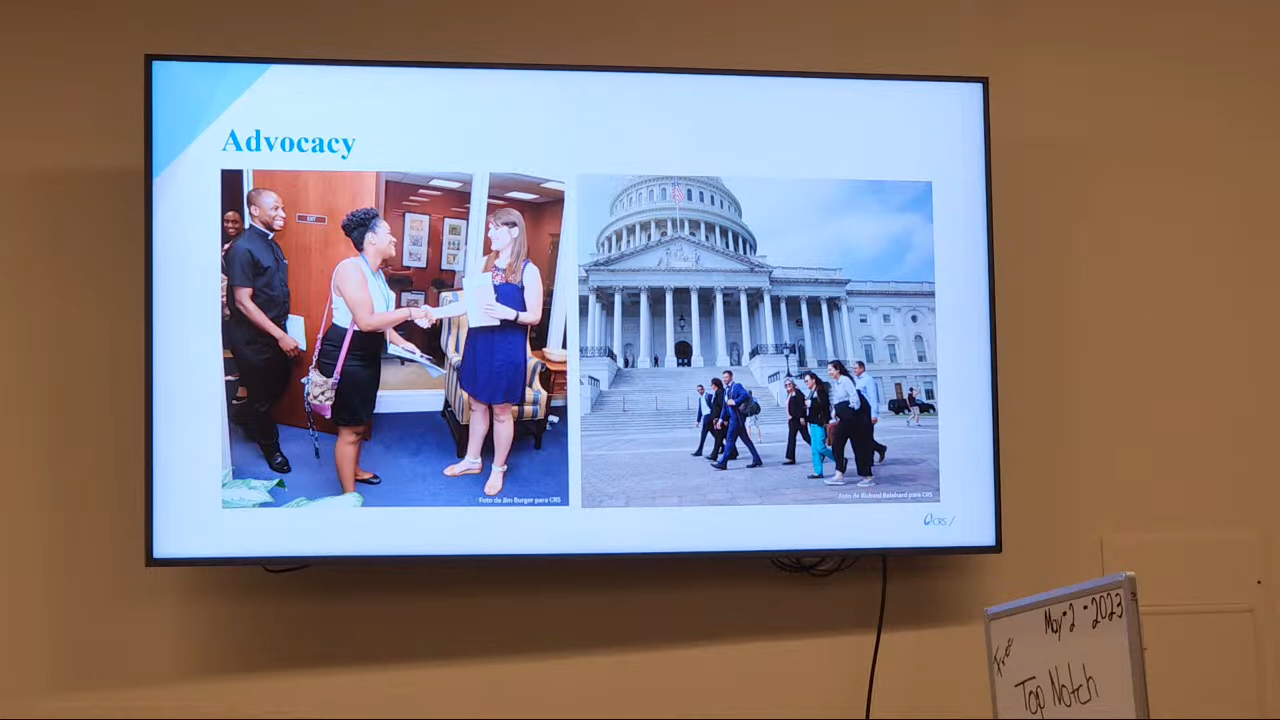 Advocacy
EXIT
Foto de Jim Burger para CRS
Foto de Richard Reinhard para CRS
CRS /
May 2 - 2023
Free
Top Notch